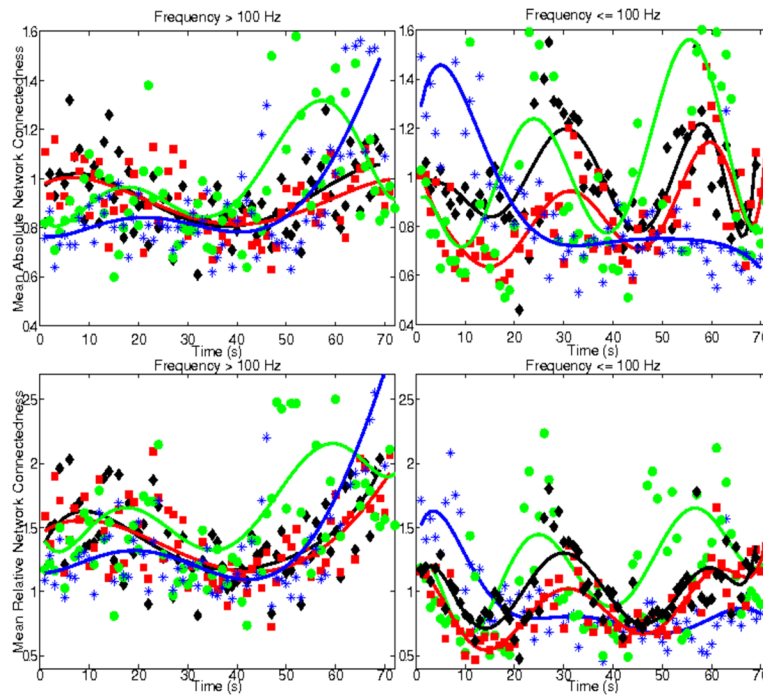 Frequency > 100 Hz
Frequency <= 100 Hz
Mean Absolute Network Connectedness
1.6
1.4
1.2
1
0.8
0.6
0.4
0 10 20 30 40 50 60 70
Time (s)
1.6
1.4
1.2
1
0.8
0.6
0.4
0 10 20 30 40 50 60 70
Time (s)
Frequency > 100 Hz
Frequency <= 100 Hz
Mean Relative Network Connectedness
2.5
2
1.5
1
0.5
0 10 20 30 40 50 60 70
Time (s)
2.5
2
1.5
1
0.5
0 10 20 30 40 50 60 70
Time (s)